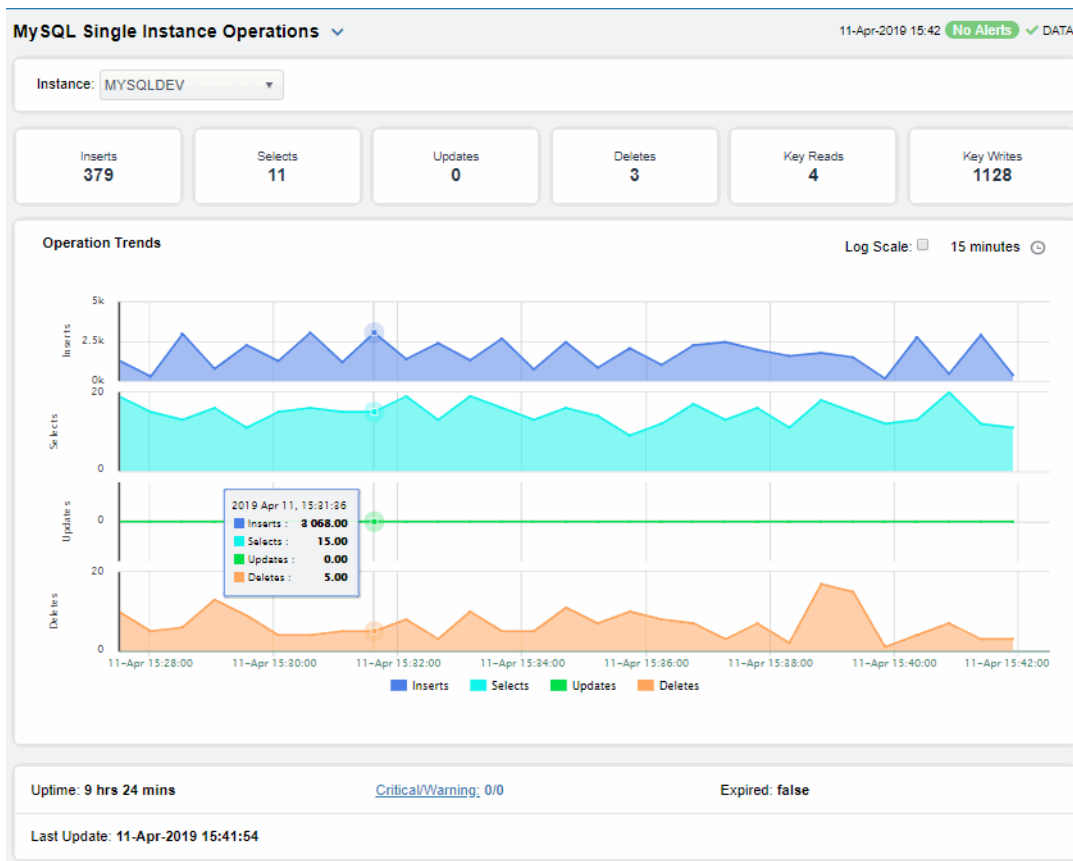 MySQL Single Instance Operations
11-Apr-2019 15:42 No Alerts DATA
Instance: MYSQLDEV
Inserts Selects Updates Deletes Key Reads Key Writes
379 11 0 3 4 1128
Operation Trends
Log Scale: 15 minutes
5k
2.5k
0k
Inserts
20
0
Selects
0
Updates
20
0
Deletes
2019 Apr 11, 15:31:36
Inserts : 3 068.00
Selects : 15.00
Updates : 0.00
Deletes : 5.00
11-Apr 15:28:00 11-Apr 15:30:00 11-Apr 15:32:00 11-Apr 15:34:00 11-Apr 15:36:00 11-Apr 15:38:00 11-Apr 15:40:00 11-Apr 15:42:00
Inserts Selects Updates Deletes
Uptime: 9 hrs 24 mins Critical/Warning: 0/0 Expired: false
Last Update: 11-Apr-2019 15:41:54